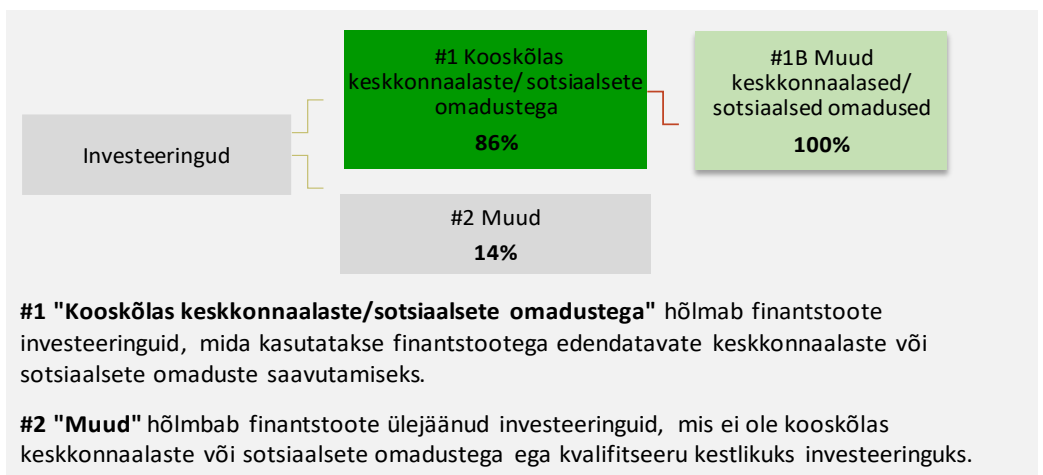 #1 Kooskõlas
keskkonnaalaste/ sotsiaalsete
omadustega
86%
#1B Muud
keskkonnaalased/
sotsiaalsed omadused
100%
Investeeringud
#2 Muud
14%
#1 "Kooskõlas keskkonnaalaste/sotsiaalsete omadustega" hõlmab finantstoote
investeeringuid, mida kasutatakse finantstootega edendatavate keskkonnaalaste või
sotsiaalsete omaduste saavutamiseks.
#2 "Muud" hõlmbab finantstoote ülejäänud investeeringuid, mis ei ole kooskõlas
keskkonnaalaste või sotsiaalsete omadustega ega kvalifitseeru kestlikuks investeeringuks.